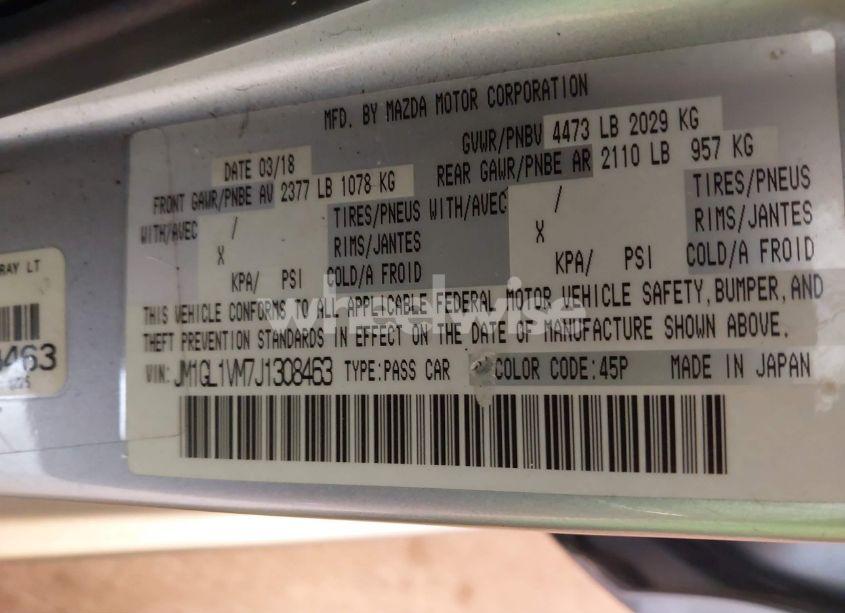 MFD. BY MAZDA MOTOR CORPORATION
DATE 03/18
GVWR/PNBV 4473 LB 2029 KG
FRONT GAWR/PNBE AV 2377 LB 1078 KG
REAR GAWR/PNBE AR 2110 LB 957 KG
WITH/AVEC / TIRES/PNEUS WITH/AVEC / TIRES/PNEUS
X RIMS/JANTES X RIMS/JANTES
KPA/ PSI COLD/A FROID KPA/ PSI COLD/A FROID
THIS VEHICLE CONFORMS TO ALL APPLICABLE FEDERAL MOTOR VEHICLE SAFETY, BUMPER, AND
THEFT PREVENTION STANDARDS IN EFFECT ON THE DATE OF MANUFACTURE SHOWN ABOVE.
VIN: JM1GL1VM7J1308463 TYPE:PASS CAR COLOR CODE:45P MADE IN JAPAN
wheelwise
LT
8463